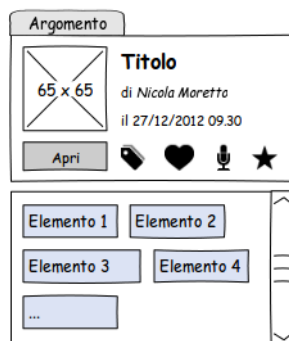 Argomento
Titolo
65 x 65
di Nicola Moretto
il 27/12/2012 09.30
Apri
Elemento 1
Elemento 2
Elemento 3
Elemento 4
...